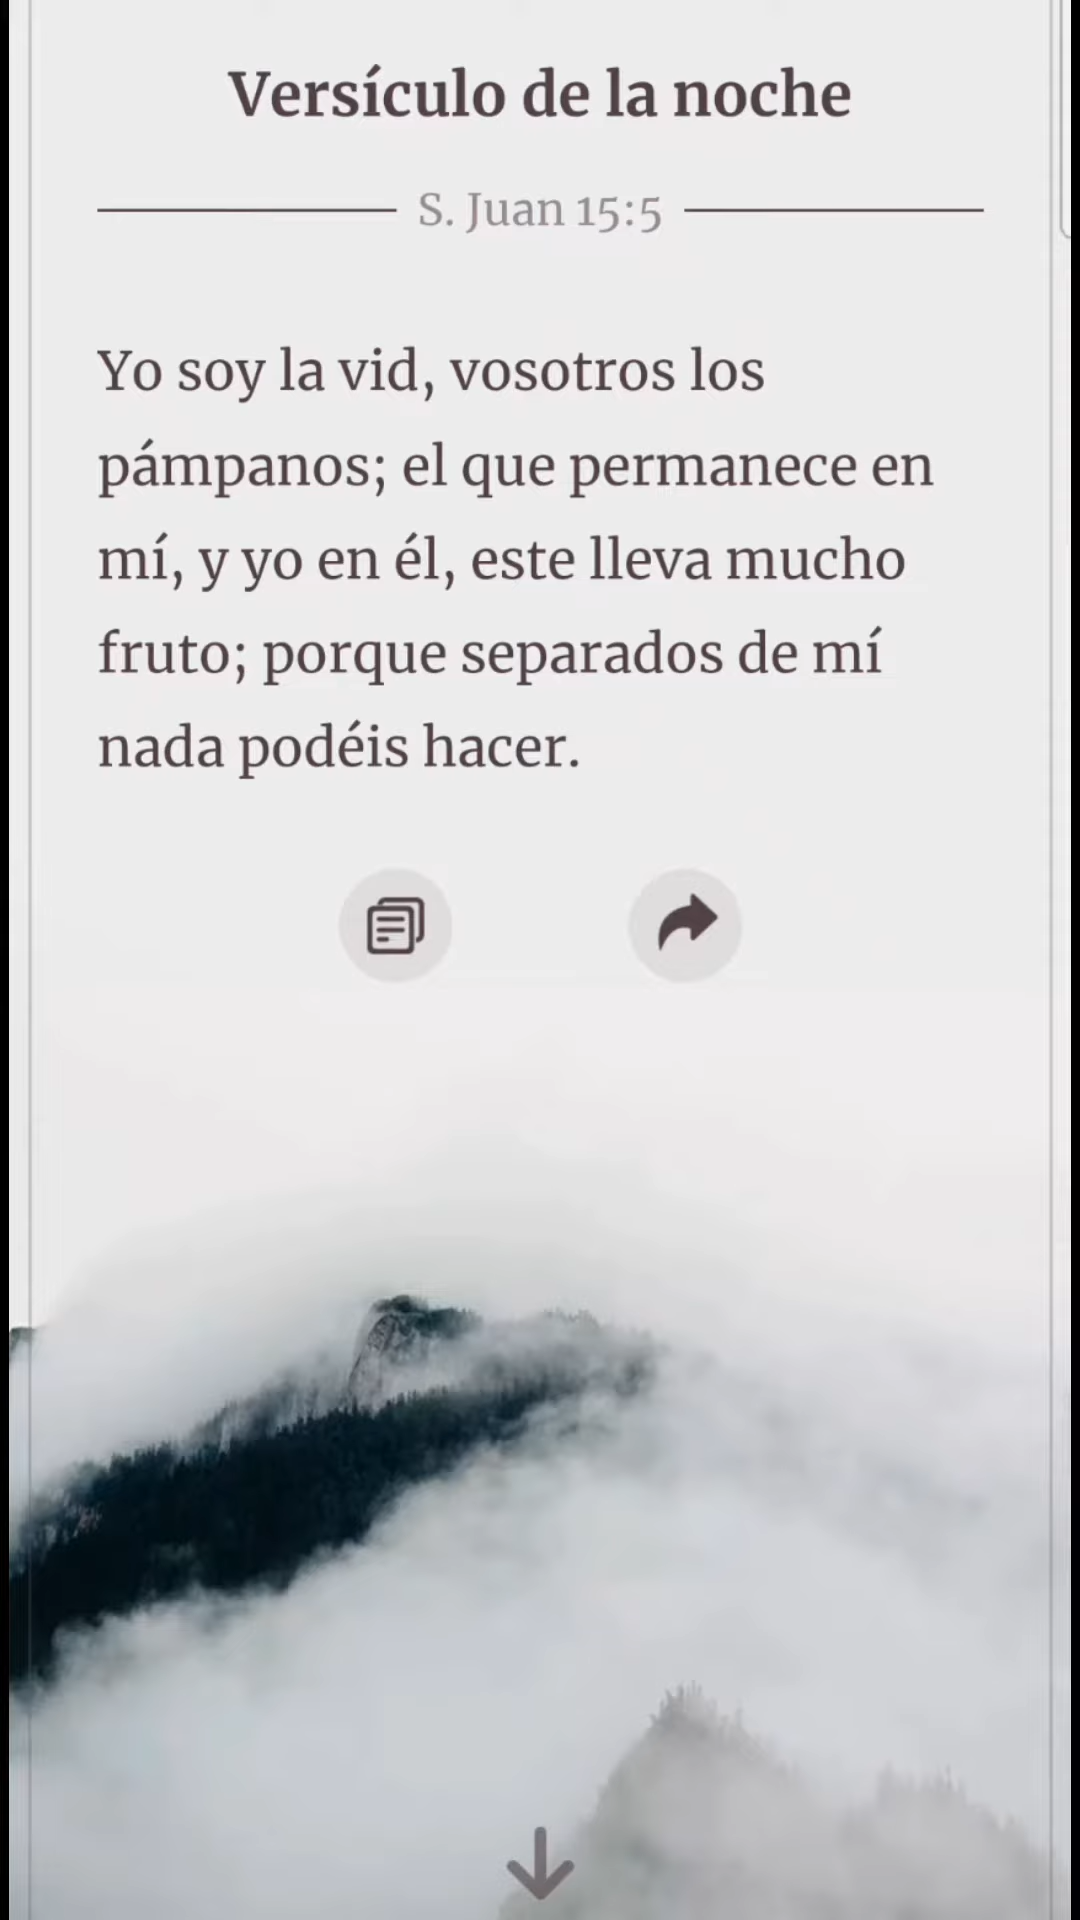 Versículo de la noche
S. Juan 15:5
Yo soy la vid, vosotros los
pámpanos; el que permanece en
mí, y yo en él, este lleva mucho
fruto; porque separados de mí
nada podéis hacer.